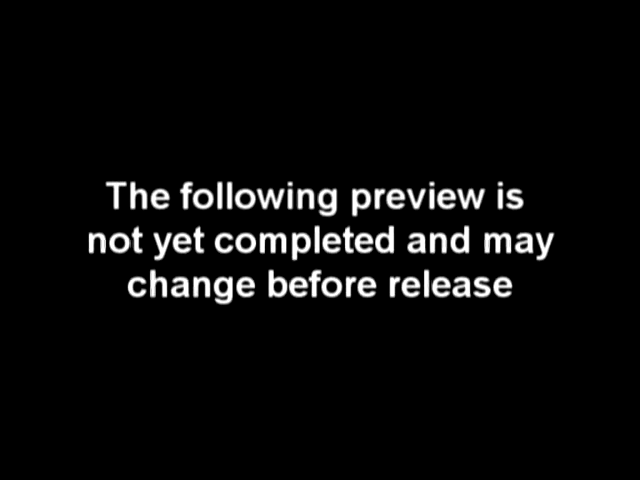 The following preview is
not yet completed and may
change before release